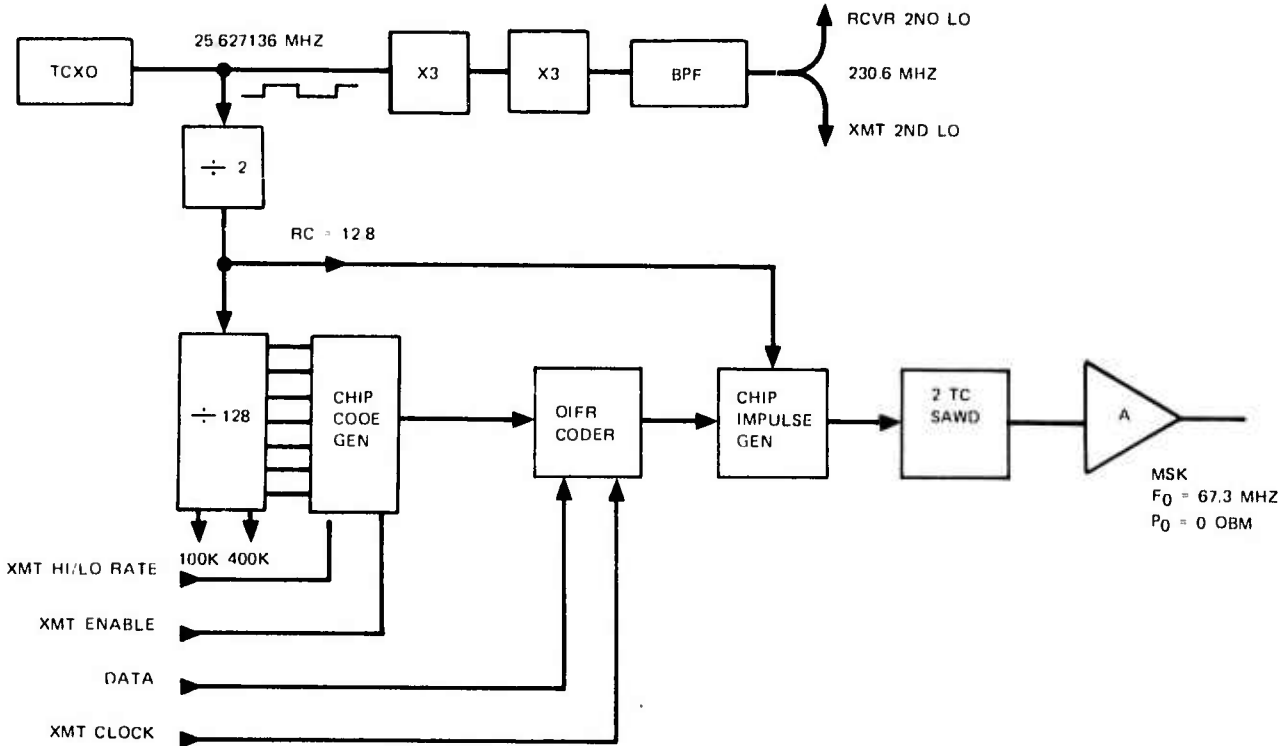 RCVR 2NO LO
25.627136 MHZ
TCXO
X3
X3
BPF
230.6 MHZ
XMT 2ND LO
÷ 2
RC = 12.8
÷ 128
CHIP
COOE
GEN
OIFR
CODER
CHIP
IMPULSE
GEN
2 TC
SAWD
A
MSK
F0 = 67.3 MHZ
P0 = 0 OBM
100K 400K
XMT HI/LO RATE
XMT ENABLE
DATA
XMT CLOCK